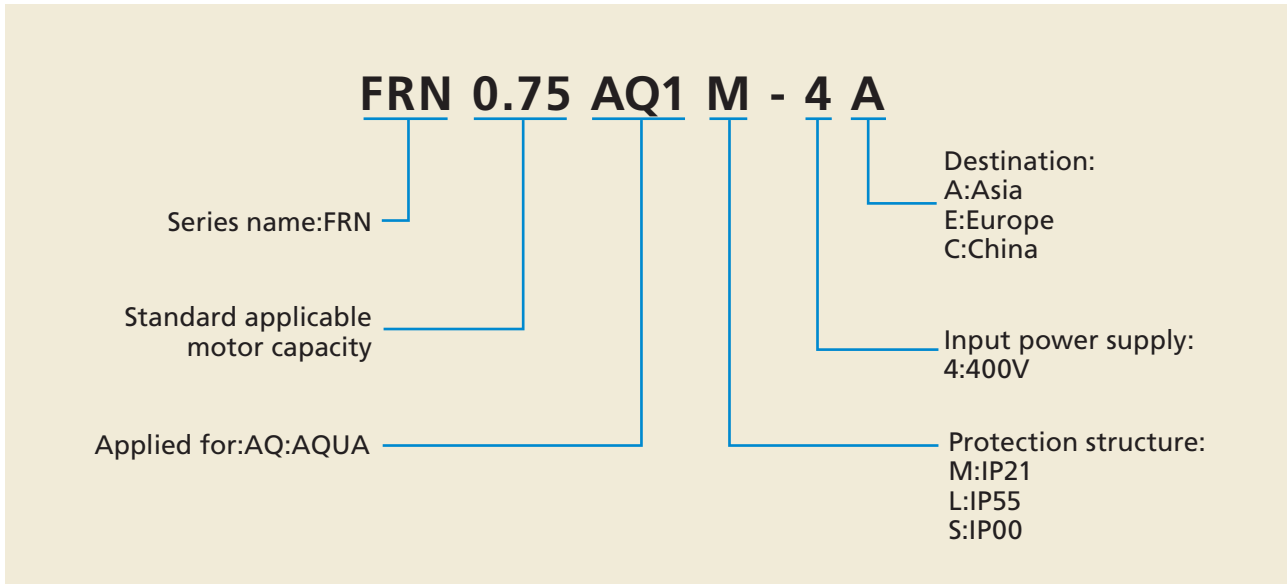 FRN 0.75 AQ1 M - 4 A
Series name:FRN
Standard applicable
motor capacity
Applied for:AQ:AQUA
Destination:
A:Asia
E:Europe
C:China
Input power supply:
4:400V
Protection structure:
M:IP21
L:IP55
S:IP00